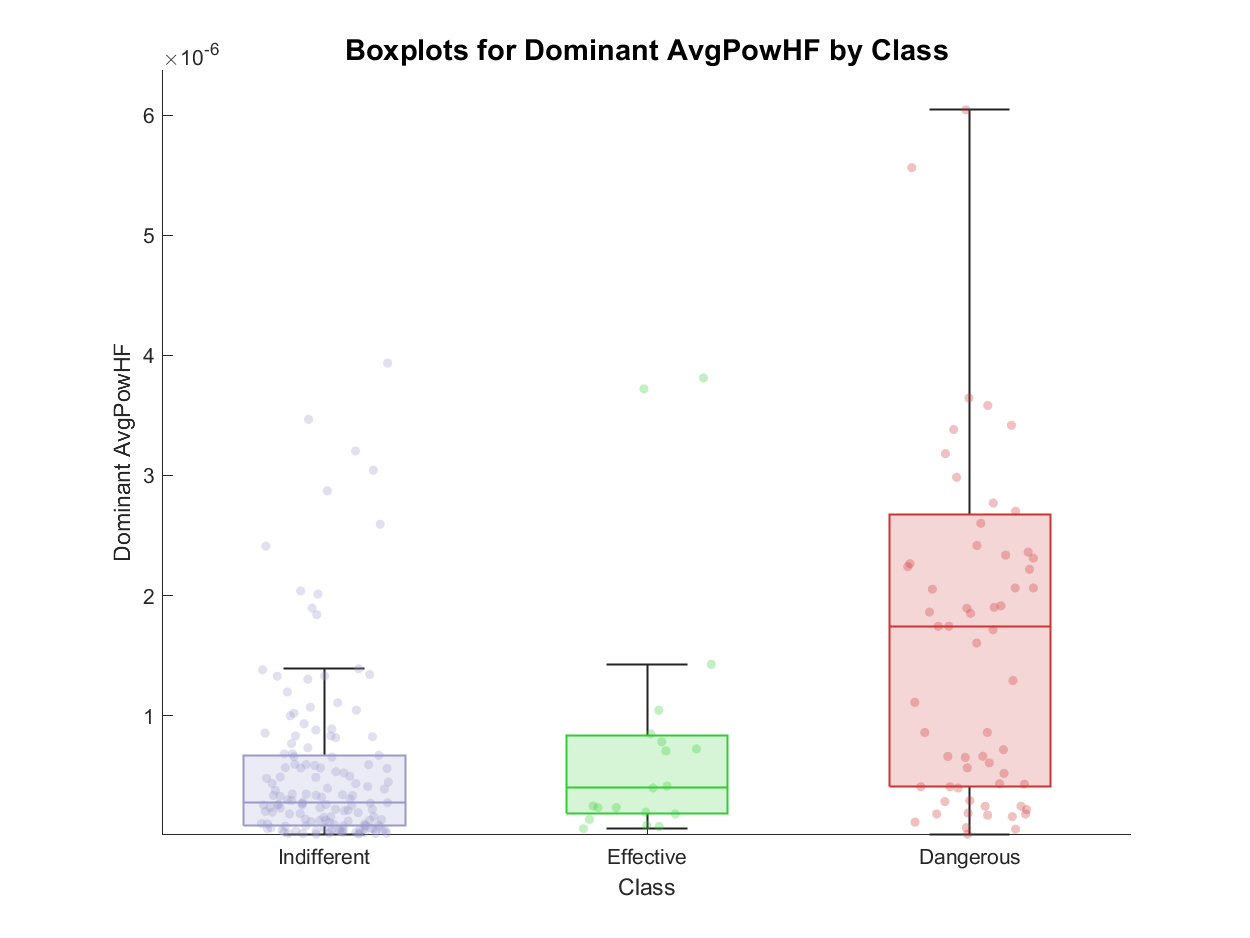 Boxplots for Dominant AvgPowHF by Class
×10-6
6
5
4
3
2
1
Dominant AvgPowHF
Indifferent Effective Dangerous
Class